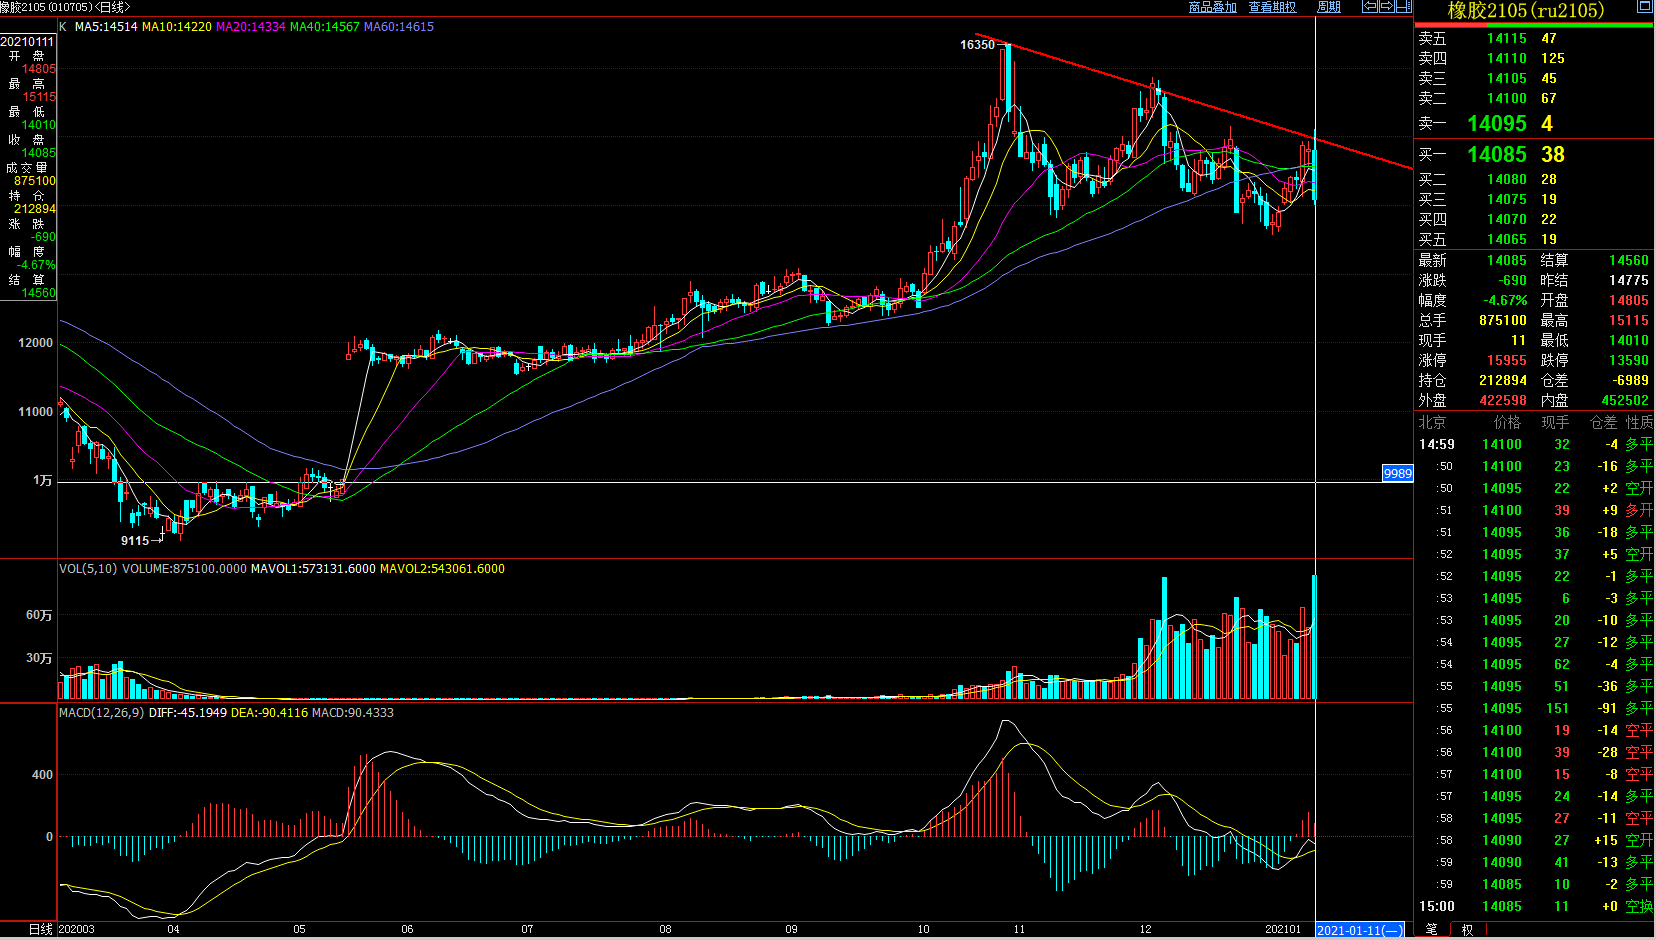 橡胶2105(010705)<日线>
商品叠加 查看期权 周期
橡胶2105(ru2105)
K MA5:14514 MA10:14220 MA20:14334 MA40:14567 MA60:14615
20210111
开 盘
14805
最 高
15115
最 低
14010
收 盘
14085
成交量
875100
持 仓
212894
涨 跌
-690
幅 度
-4.67%
结 算
14560
16350
12000
11000
1万
9115
9989
VOL(5,10) VOLUME:875100.0000 MAVOL1:573131.6000 MAVOL2:543061.6000
60万
30万
MACD(12,26,9) DIFF:-45.1949 DEA:-90.4116 MACD:90.4333
400
0
日线 202003 04 05 06 07 08 09 10 11 12 202101 2021-01-11(一)
卖五 14115 47
卖四 14110 125
卖三 14105 45
卖二 14100 67
卖一 14095 4
买一 14085 38
买二 14080 28
买三 14075 19
买四 14070 22
买五 14065 19
最新 14085 结算 14560
涨跌 -690 昨结 14775
幅度 -4.67% 开盘 14805
总手 875100 最高 15115
现手 11 最低 14010
涨停 15955 跌停 13590
持仓 212894 仓差 -6989
外盘 422598 内盘 452502
北京 价格 现手 仓差 性质
14:59 14100 32 -4 多平
:50 14100 23 -16 多平
:50 14095 22 +2 空开
:51 14100 39 +9 多开
:51 14095 36 -18 多平
:52 14095 37 +5 空开
:52 14095 22 -1 多平
:53 14095 6 -3 多平
:53 14095 20 -10 多平
:54 14095 27 -12 多平
:54 14095 62 -4 多平
:55 14095 51 -36 多平
:55 14095 151 -91 多平
:56 14100 19 -14 空平
:56 14100 39 -28 空平
:57 14100 15 -8 空平
:57 14095 24 -14 多平
:58 14095 27 -11 空平
:58 14090 27 +15 空开
:59 14090 41 -13 多平
:59 14085 10 -2 多平
15:00 14085 11 +0 空换
笔 权